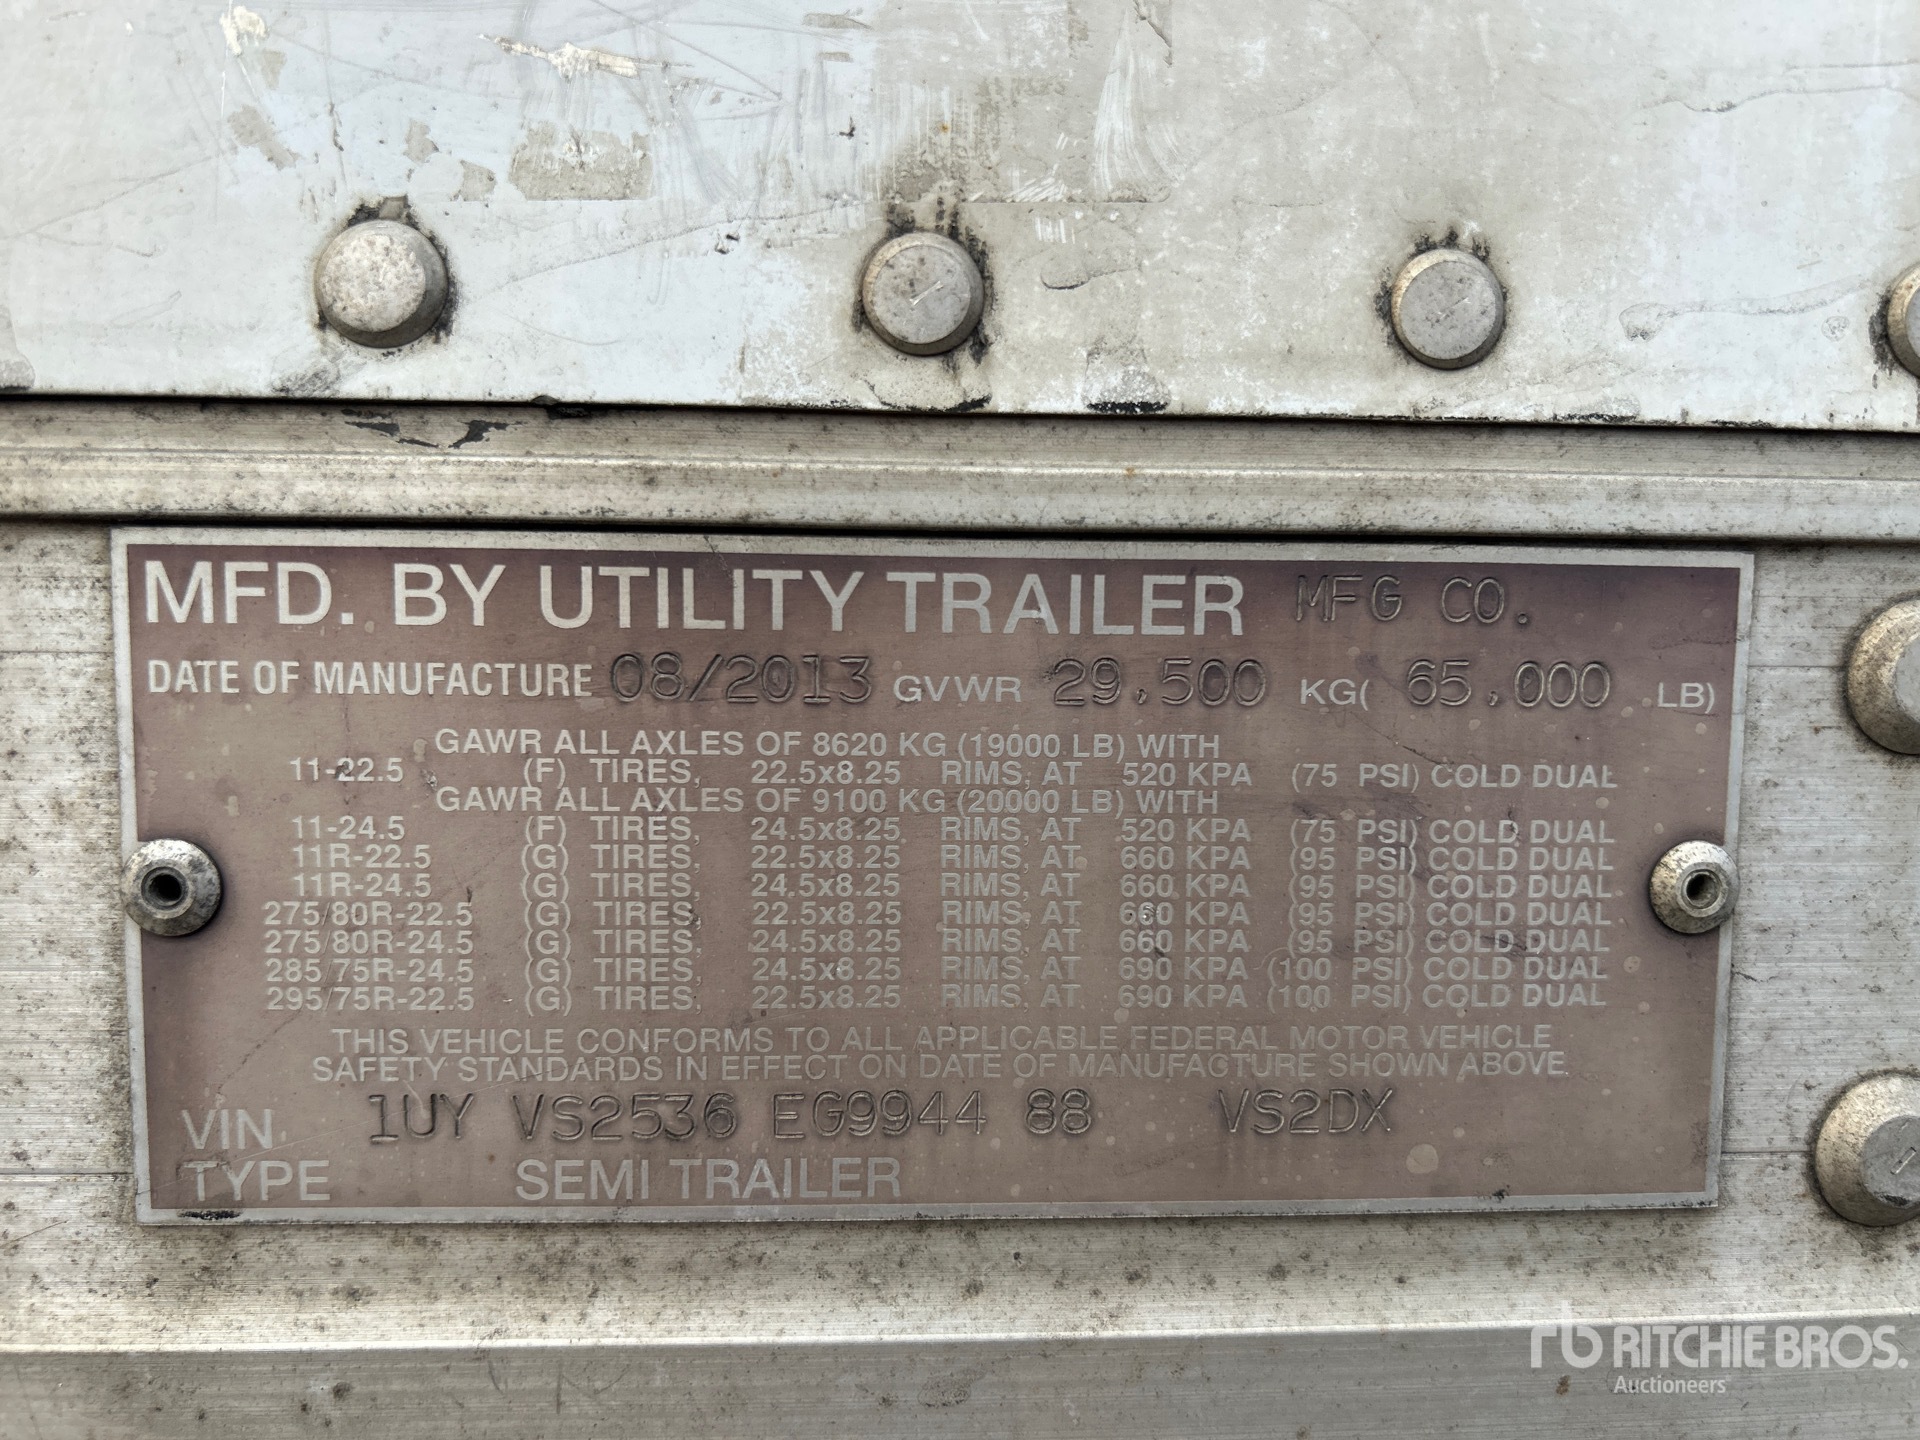 MFD. BY UTILITY TRAILER MFG CO.
DATE OF MANUFACTURE 08/2013 GVWR 29,500 KG( 65,000 LB)
GAWR ALL AXLES OF 8620 KG (19000 LB) WITH
11-22.5 (F) TIRES, 22.5x8.25 RIMS, AT 520 KPA (75 PSI) COLD DUAL
GAWR ALL AXLES OF 9100 KG (20000 LB) WITH
11-24.5 (F) TIRES, 24.5x8.25 RIMS, AT 520 KPA (75 PSI) COLD DUAL
11R-22.5 (G) TIRES, 22.5x8.25 RIMS, AT 660 KPA (95 PSI) COLD DUAL
11R-24.5 (G) TIRES, 24.5x8.25 RIMS, AT 660 KPA (95 PSI) COLD DUAL
275/80R-22.5 (G) TIRES, 22.5x8.25 RIMS, AT 660 KPA (95 PSI) COLD DUAL
275/80R-24.5 (G) TIRES, 24.5x8.25 RIMS, AT 660 KPA (95 PSI) COLD DUAL
285/75R-24.5 (G) TIRES, 24.5x8.25 RIMS, AT 690 KPA (100 PSI) COLD DUAL
295/75R-22.5 (G) TIRES, 22.5x8.25 RIMS, AT 690 KPA (100 PSI) COLD DUAL
THIS VEHICLE CONFORMS TO ALL APPLICABLE FEDERAL MOTOR VEHICLE
SAFETY STANDARDS IN EFFECT ON DATE OF MANUFACTURE SHOWN ABOVE.
VIN. 1UY VS2536 EG9944 88 VS2DX
TYPE SEMI TRAILER
rb RITCHIE BROS.
Auctioneers